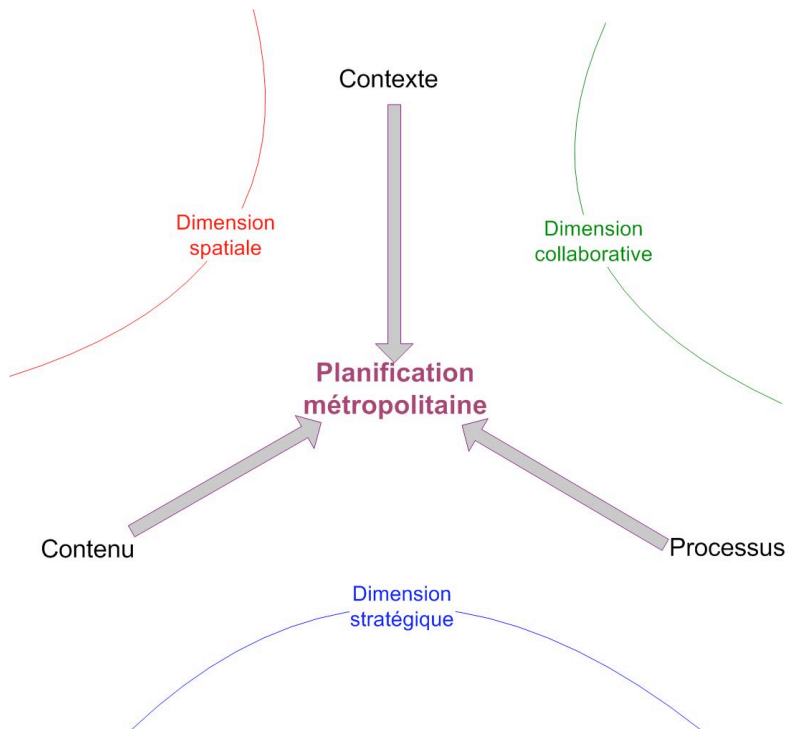 Contexte
Dimension
spatiale
Dimension
collaborative
Planification
métropolitaine
Contenu
Processus
Dimension
stratégique